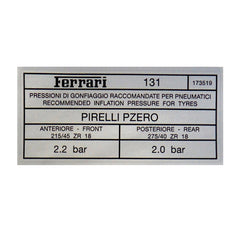 Ferrari 131 173519
PRESSIONI DI GONFIAGGIO RACCOMANDATE PER PNEUMATICI
RECOMMENDED INFLATION PRESSURE FOR TYRES
PIRELLI PZERO
ANTERIORE - FRONT
215/45 ZR 18
POSTERIORE - REAR
275/40 ZR 18
2.2 bar
2.0 bar